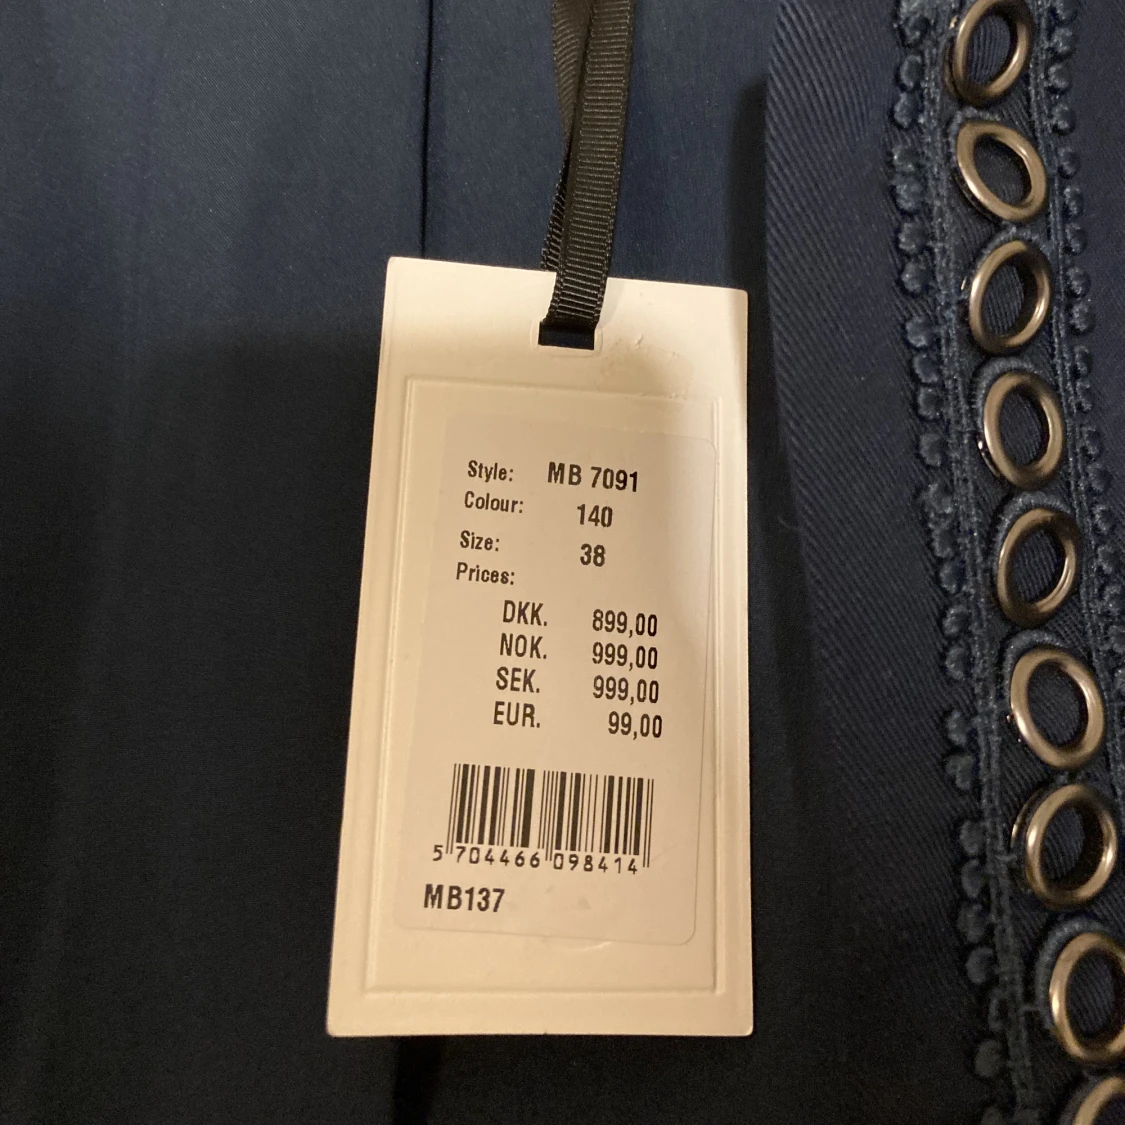 Style: MB 7091
Colour: 140
Size: 38
Prices:
DKK. 899,00
NOK. 999,00
SEK. 999,00
EUR. 99,00
5 704466 098414
MB137